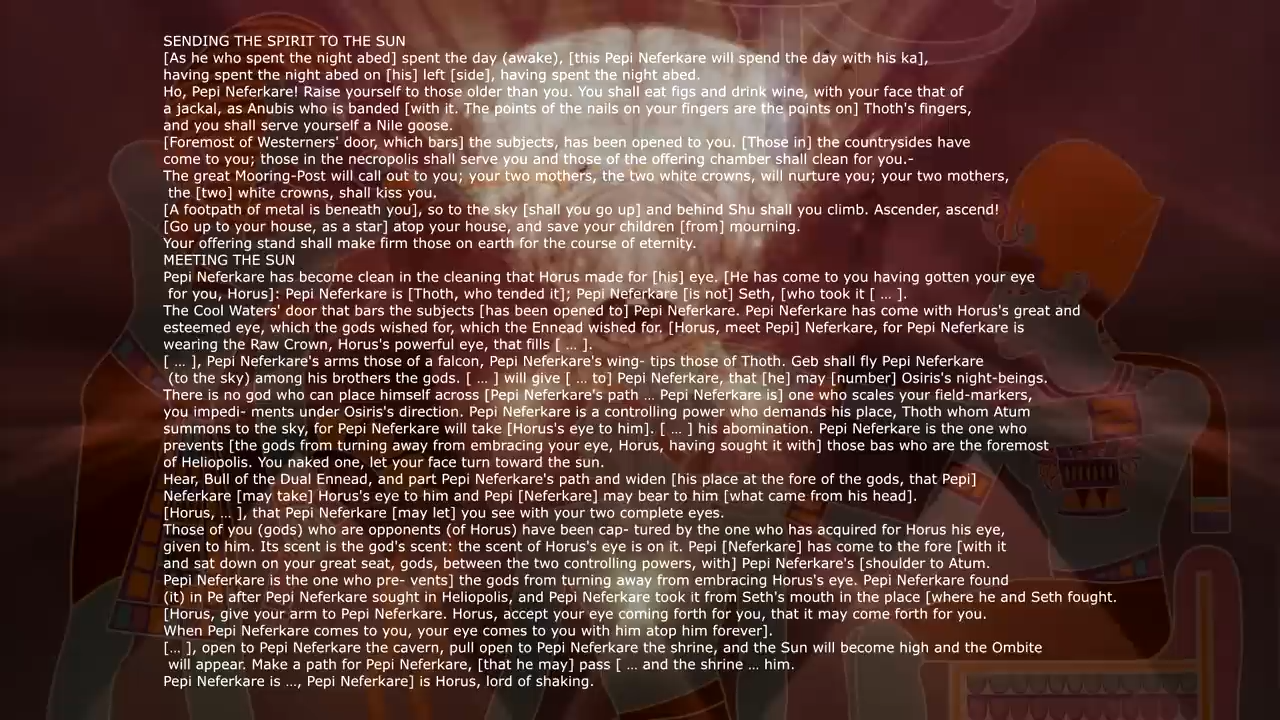 SENDING THE SPIRIT TO THE SUN
[As he who spent the night abed] spent the day (awake), [this Pepi Neferkare will spend the day with his ka],
having spent the night abed on [his] left [side], having spent the night abed.
Ho, Pepi Neferkare! Raise yourself to those older than you. You shall eat figs and drink wine, with your face that of
a jackal, as Anubis who is banded [with it. The points of the nails on your fingers are the points on] Thoth's fingers,
and you shall serve yourself a Nile goose.
[Foremost of Westerners' door, which bars] the subjects, has been opened to you. [Those in] the countrysides have
come to you; those in the necropolis shall serve you and those of the offering chamber shall clean for you.-
The great Mooring-Post will call out to you; your two mothers, the two white crowns, will nurture you; your two mothers,
the [two] white crowns, shall kiss you.
[A footpath of metal is beneath you], so to the sky [shall you go up] and behind Shu shall you climb. Ascender, ascend!
[Go up to your house, as a star] atop your house, and save your children [from] mourning.
Your offering stand shall make firm those on earth for the course of eternity.
MEETING THE SUN
Pepi Neferkare has become clean in the cleaning that Horus made for [his] eye. [He has come to you having gotten your eye
for you, Horus]: Pepi Neferkare is [Thoth, who tended it]; Pepi Neferkare [is not] Seth, [who took it [ ... ].
The Cool Waters' door that bars the subjects [has been opened to] Pepi Neferkare. Pepi Neferkare has come with Horus's great and
esteemed eye, which the gods wished for, which the Ennead wished for. [Horus, meet Pepi] Neferkare, for Pepi Neferkare is
wearing the Raw Crown, Horus's powerful eye, that fills [ ... ].
[ ... ], Pepi Neferkare's arms those of a falcon, Pepi Neferkare's wing- tips those of Thoth. Geb shall fly Pepi Neferkare
(to the sky) among his brothers the gods. [ ... ] will give [ ... to] Pepi Neferkare, that [he] may [number] Osiris's night-beings.
There is no god who can place himself across [Pepi Neferkare's path ... Pepi Neferkare is] one who scales your field-markers,
you impedi- ments under Osiris's direction. Pepi Neferkare is a controlling power who demands his place, Thoth whom Atum
summons to the sky, for Pepi Neferkare will take [Horus's eye to him]. [ ... ] his abomination. Pepi Neferkare is the one who
prevents [the gods from turning away from embracing your eye, Horus, having sought it with] those bas who are the foremost
of Heliopolis. You naked one, let your face turn toward the sun.
Hear, Bull of the Dual Ennead, and part Pepi Neferkare's path and widen [his place at the fore of the gods, that Pepi]
Neferkare [may take] Horus's eye to him and Pepi [Neferkare] may bear to him [what came from his head].
[Horus, ... ], that Pepi Neferkare [may let] you see with your two complete eyes.
Those of you (gods) who are opponents (of Horus) have been cap- tured by the one who has acquired for Horus his eye,
given to him. Its scent is the god's scent: the scent of Horus's eye is on it. Pepi [Neferkare] has come to the fore [with it
and sat down on your great seat, gods, between the two controlling powers, with] Pepi Neferkare's [shoulder to Atum.
Pepi Neferkare is the one who pre- vents] the gods from turning away from embracing Horus's eye. Pepi Neferkare found
(it) in Pe after Pepi Neferkare sought in Heliopolis, and Pepi Neferkare took it from Seth's mouth in the place [where he and Seth fought.
[Horus, give your arm to Pepi Neferkare. Horus, accept your eye coming forth for you, that it may come forth for you.
When Pepi Neferkare comes to you, your eye comes to you with him atop him forever].
[... ], open to Pepi Neferkare the cavern, pull open to Pepi Neferkare the shrine, and the Sun will become high and the Ombite
will appear. Make a path for Pepi Neferkare, [that he may] pass [ ... and the shrine ... him.
Pepi Neferkare is ..., Pepi Neferkare] is Horus, lord of shaking.